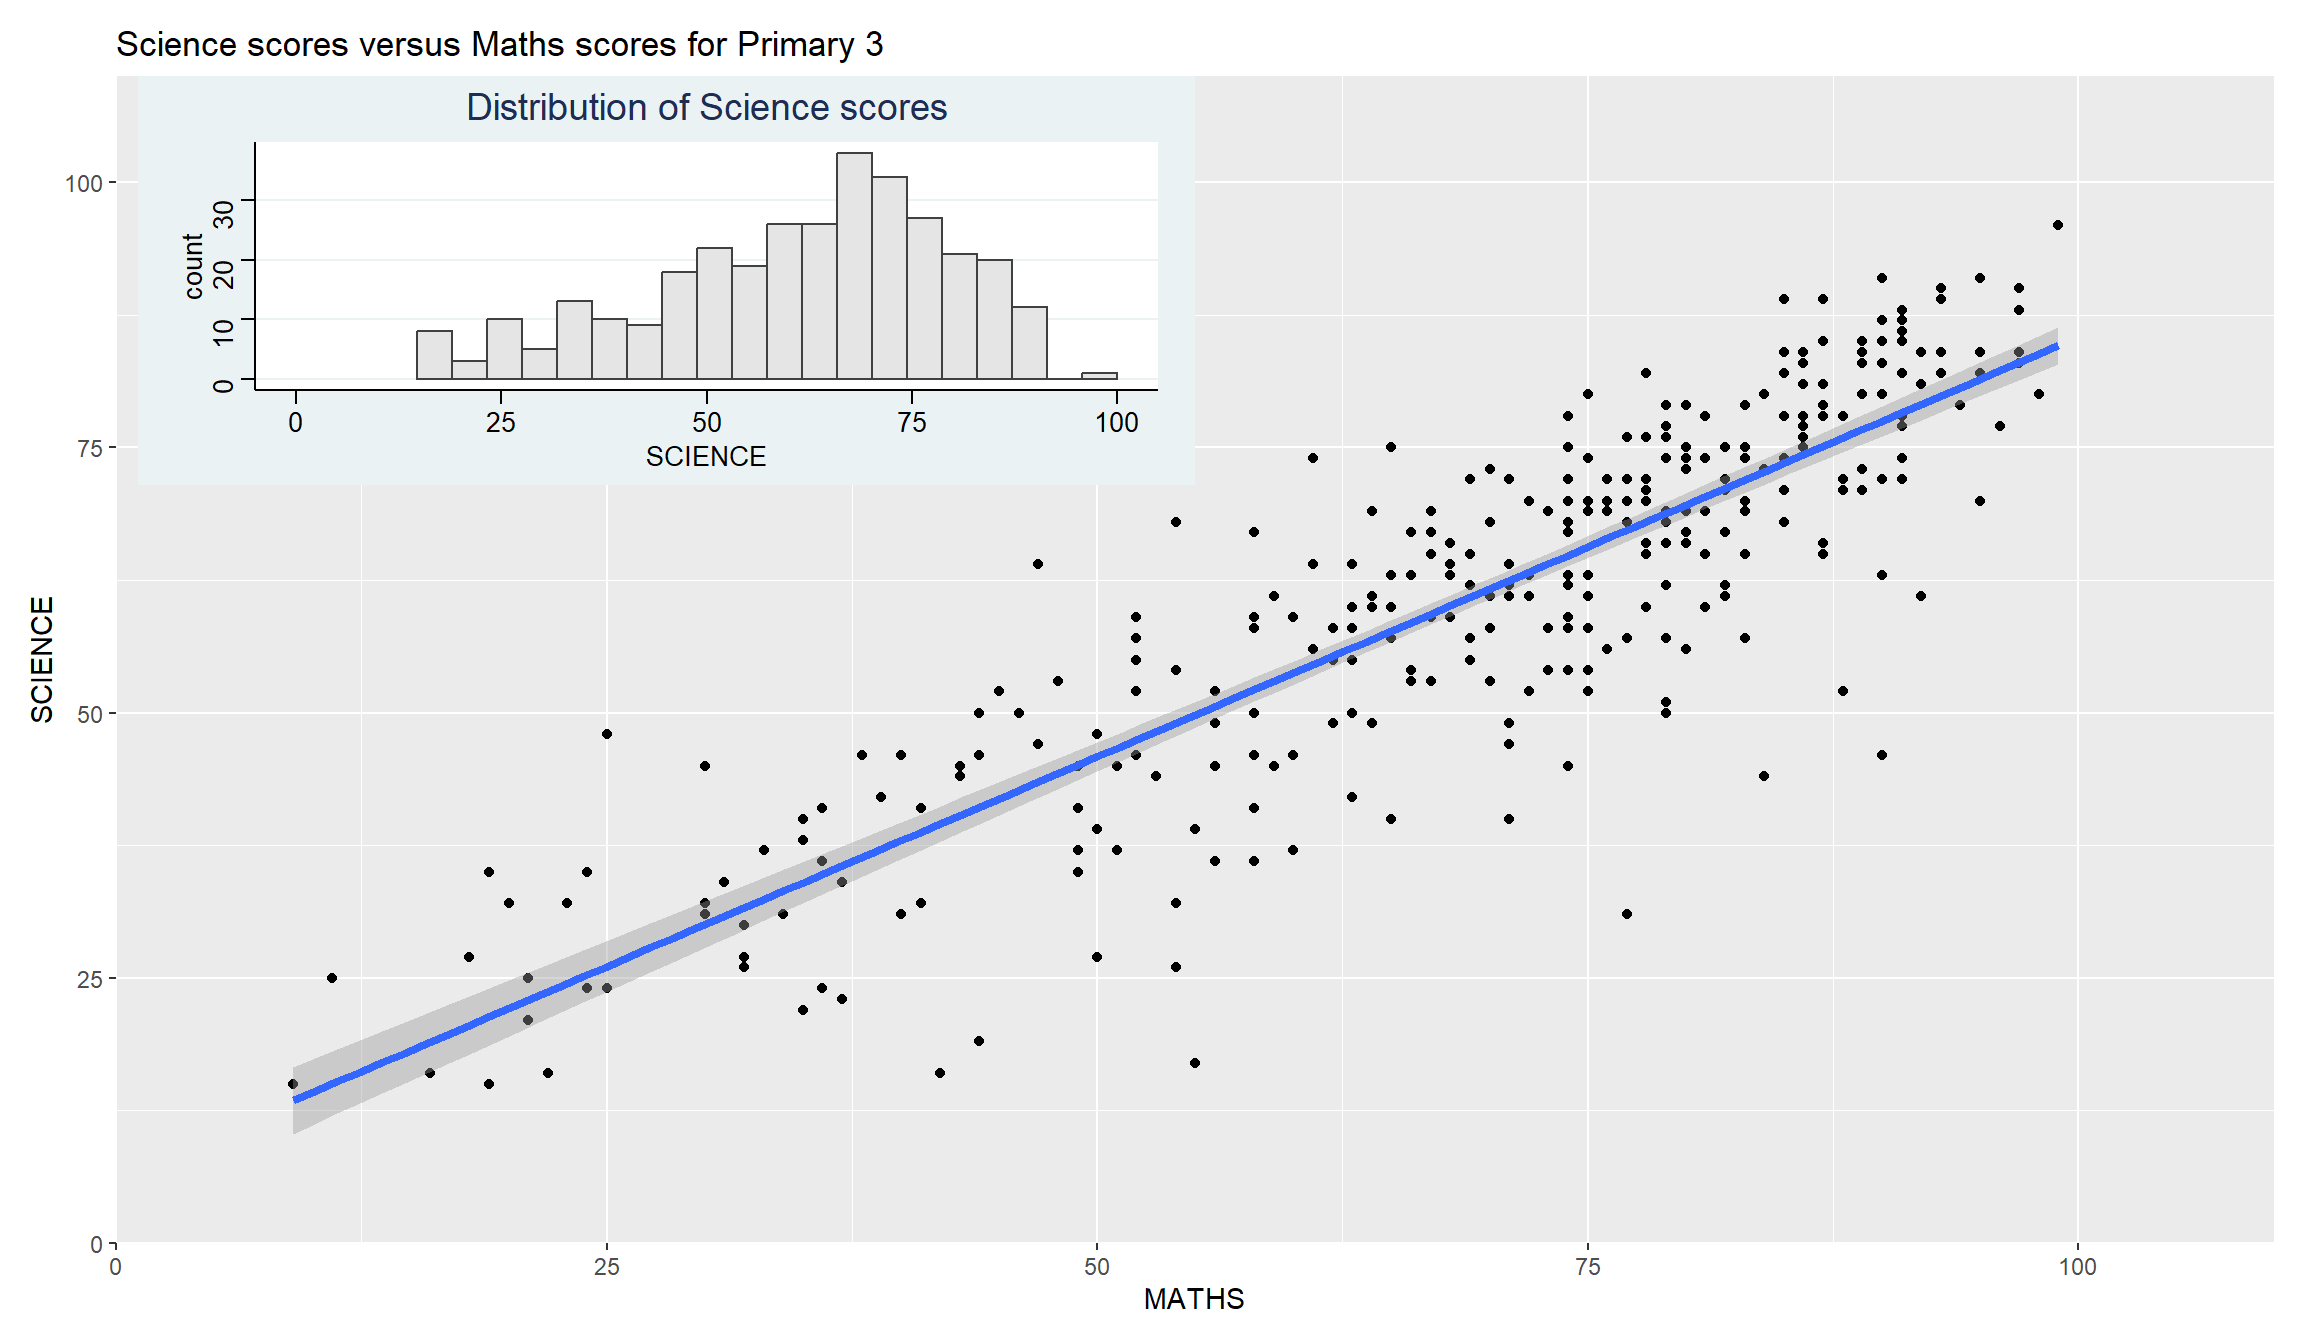 Science scores versus Maths scores for Primary 3
Distribution of Science scores
count
30
20
10
0
0 25 50 75 100
SCIENCE
SCIENCE
100
75
50
25
0
0 25 50 75 100
MATHS